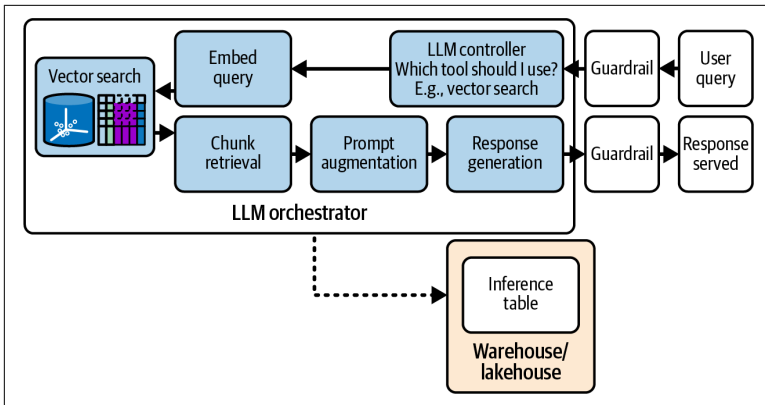 Vector search
Embed
query
LLM controller
Which tool should I use?
E.g., vector search
Guardrail
User
query
Chunk
retrieval
Prompt
augmentation
Response
generation
Guardrail
Response
served
LLM orchestrator
Inference
table
Warehouse/
lakehouse